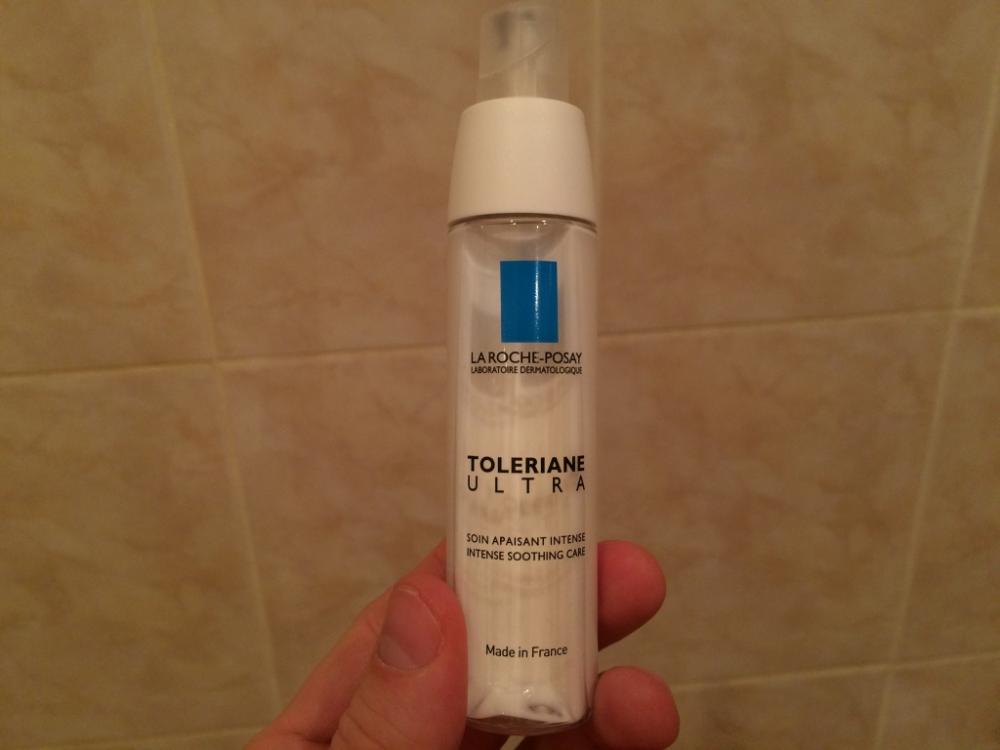 LA ROCHE-POSAY
LABORATOIRE DERMATOLOGIQUE
TOLERIANE
ULTRA
SOIN APAISANT INTENSE
INTENSE SOOTHING CARE
Made in France